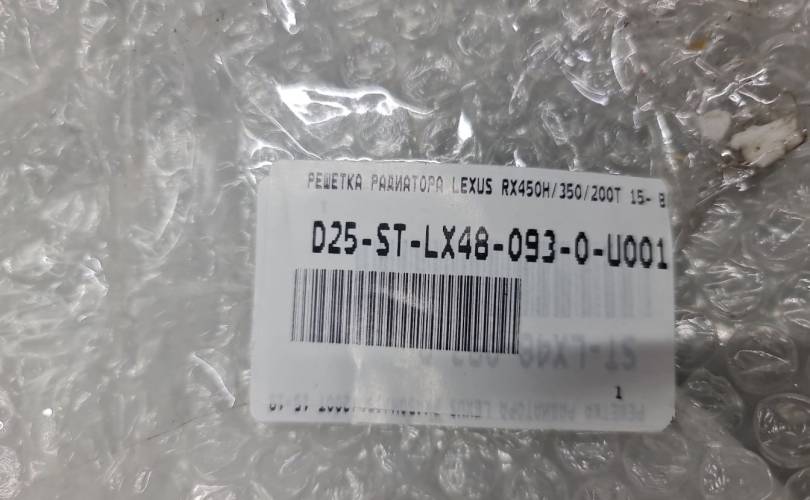 РЕШЕТКА РАДИАТОРА LEXUS RX450H/350/200T 15- В
D25-ST-LX48-093-0-U001
1